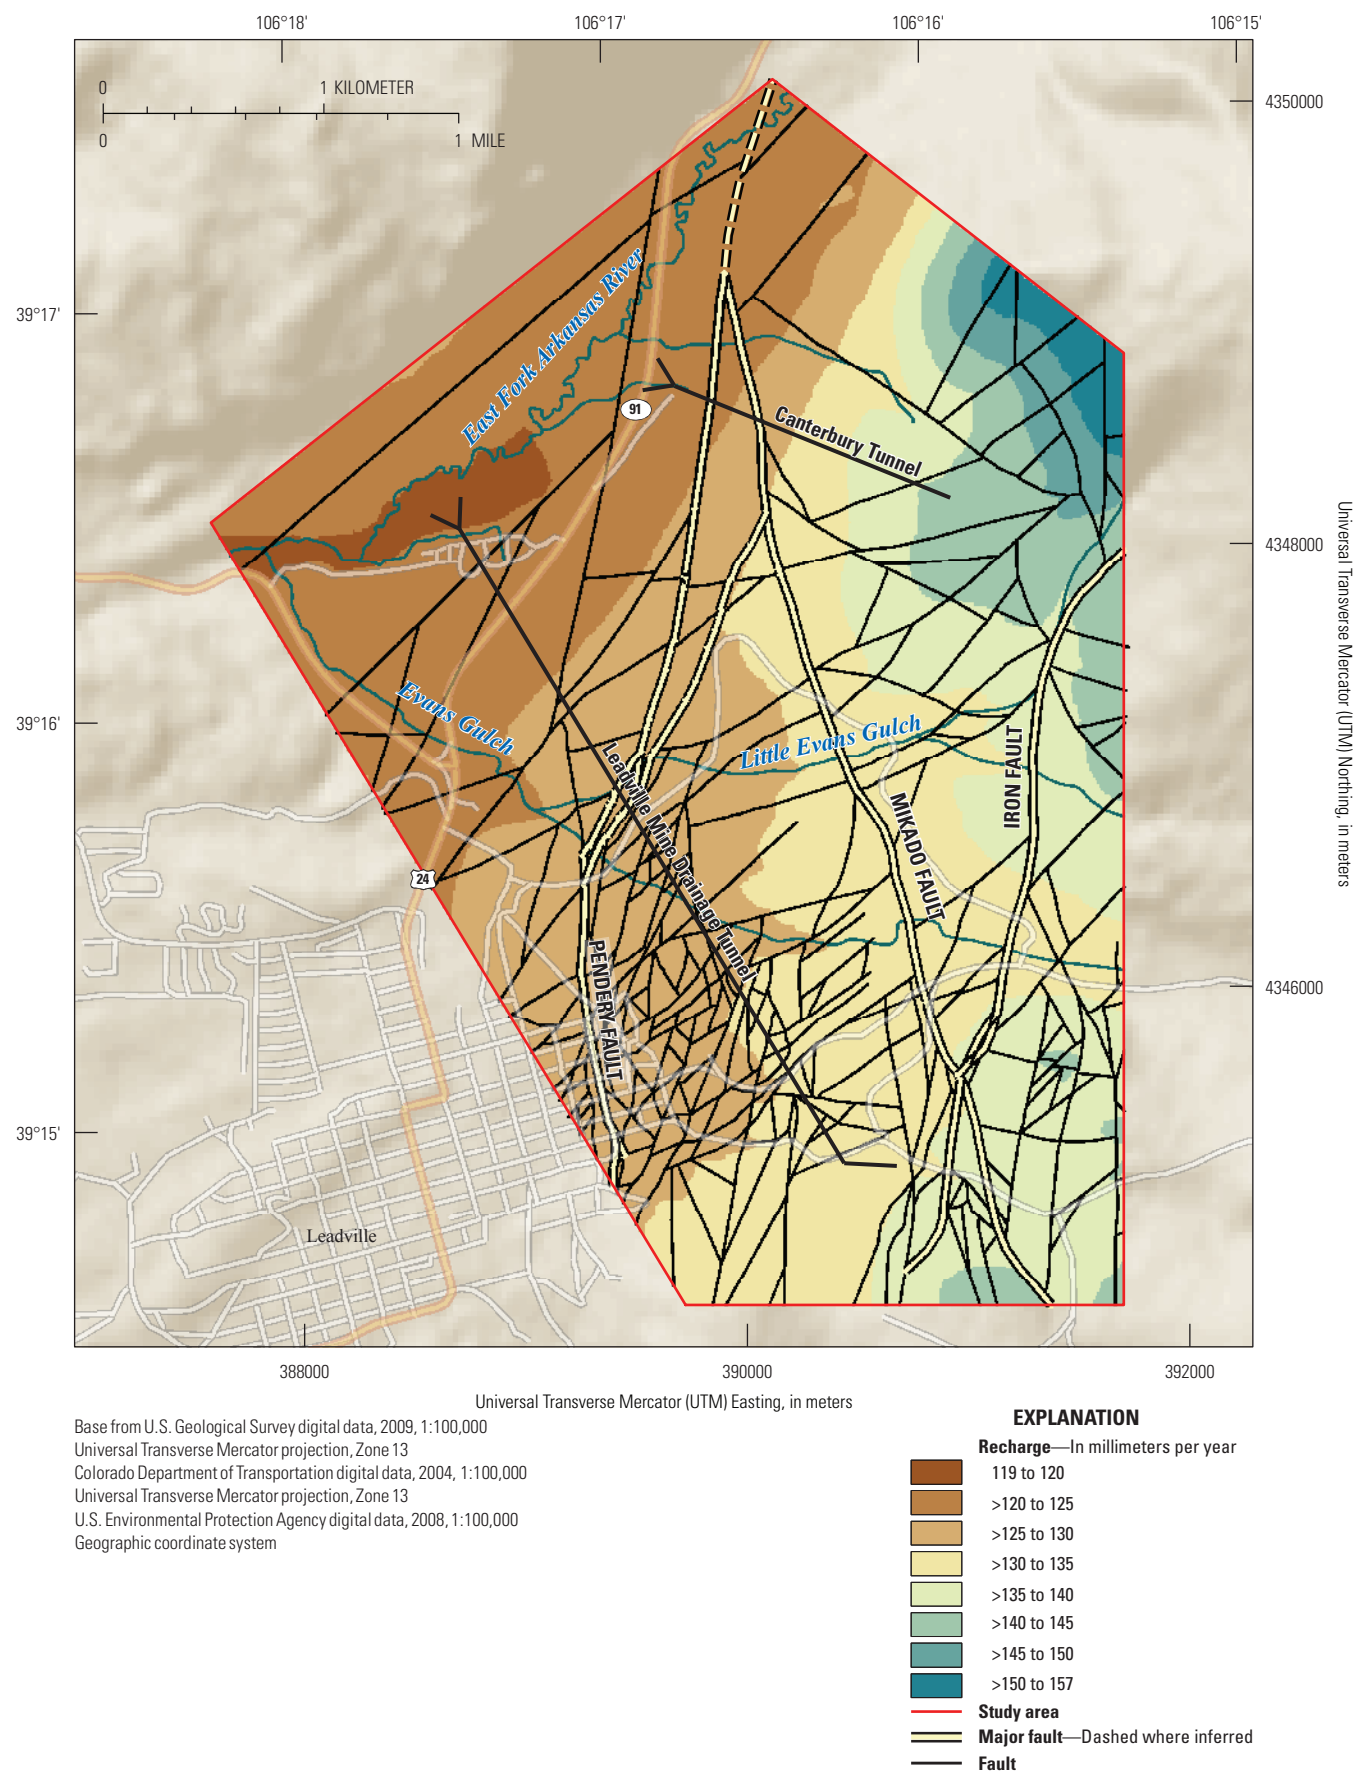 106°18'
106°17'
106°16'
106°15'
0
1 KILOMETER
0
1 MILE
4350000
39°17'
East Fork Arkansas River
91
Canterbury Tunnel
4348000
Universal Transverse Mercator (UTM) Northing, in meters
39°16'
Evans Gulch
Little Evans Gulch
Leadville Mine Drainage Tunnel
IRON FAULT
MIKADO FAULT
24
PENDERY FAULT
4346000
39°15'
Leadville
388000
390000
392000
Universal Transverse Mercator (UTM) Easting, in meters
Base from U.S. Geological Survey digital data, 2009, 1:100,000
Universal Transverse Mercator projection, Zone 13
Colorado Department of Transportation digital data, 2004, 1:100,000
Universal Transverse Mercator projection, Zone 13
U.S. Environmental Protection Agency digital data, 2008, 1:100,000
Geographic coordinate system
EXPLANATION
Recharge—In millimeters per year
119 to 120
>120 to 125
>125 to 130
>130 to 135
>135 to 140
>140 to 145
>145 to 150
>150 to 157
Study area
Major fault—Dashed where inferred
Fault